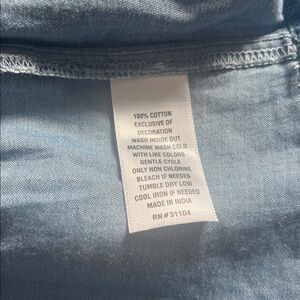 100% COTTON
EXCLUSIVE OF
DECORATION
WASH INSIDE OUT
MACHINE WASH COLD
WITH LIKE COLORS
GENTLE CYCLE
ONLY NON CHLORINE
BLEACH IF NEEDED
TUMBLE DRY LOW
COOL IRON IF NEEDED
MADE IN INDIA
RN#31104